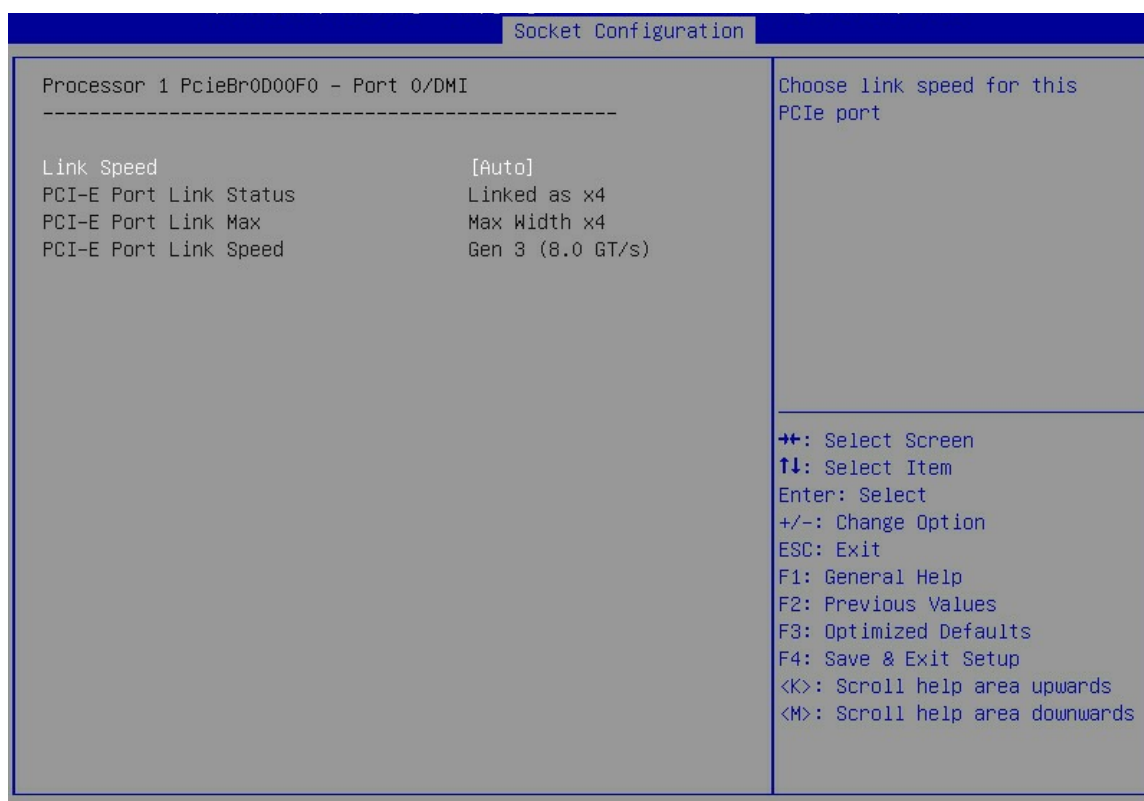 Socket Configuration
Processor 1 PcieBr0D00F0 - Port 0/DMI
--------------------------------------------------
Link Speed [Auto]
PCI-E Port Link Status Linked as x4
PCI-E Port Link Max Max Width x4
PCI-E Port Link Speed Gen 3 (8.0 GT/s)
Choose link speed for this
PCIe port
→←: Select Screen
↑↓: Select Item
Enter: Select
+/-: Change Option
ESC: Exit
F1: General Help
F2: Previous Values
F3: Optimized Defaults
F4: Save & Exit Setup
<K>: Scroll help area upwards
<M>: Scroll help area downwards